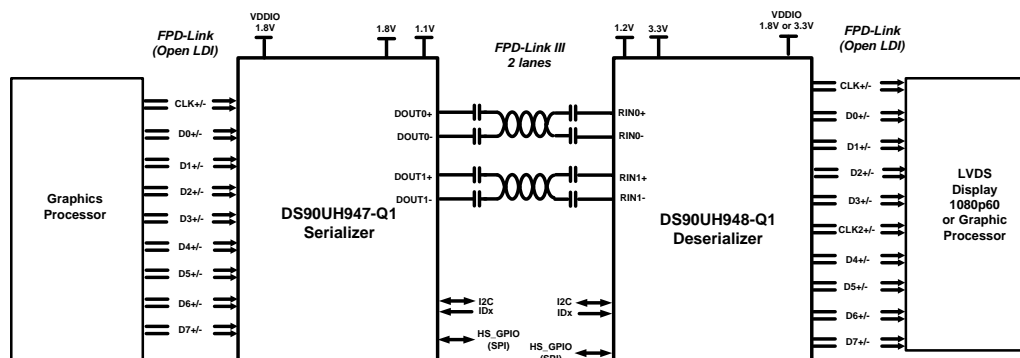 VDDIO
1.8V
1.8V
1.1V
FPD-Link
(Open LDI)
FPD-Link III
2 lanes
1.2V
3.3V
VDDIO
1.8V or 3.3V
FPD-Link
(Open LDI)
Graphics
Processor
CLK+/-
D0+/-
D1+/-
D2+/-
D3+/-
D4+/-
D5+/-
D6+/-
D7+/-
DS90UH947-Q1
Serializer
DOUT0+
DOUT0-
DOUT1+
DOUT1-
I2C
IDx
HS_GPIO
(SPI)
RIN0+
RIN0-
RIN1+
RIN1-
I2C
IDx
HS_GPIO
(SPI)
DS90UH948-Q1
Deserializer
CLK+/-
D0+/-
D1+/-
D2+/-
D3+/-
CLK2+/-
D4+/-
D5+/-
D6+/-
D7+/-
LVDS
Display
1080p60
or Graphic
Processor